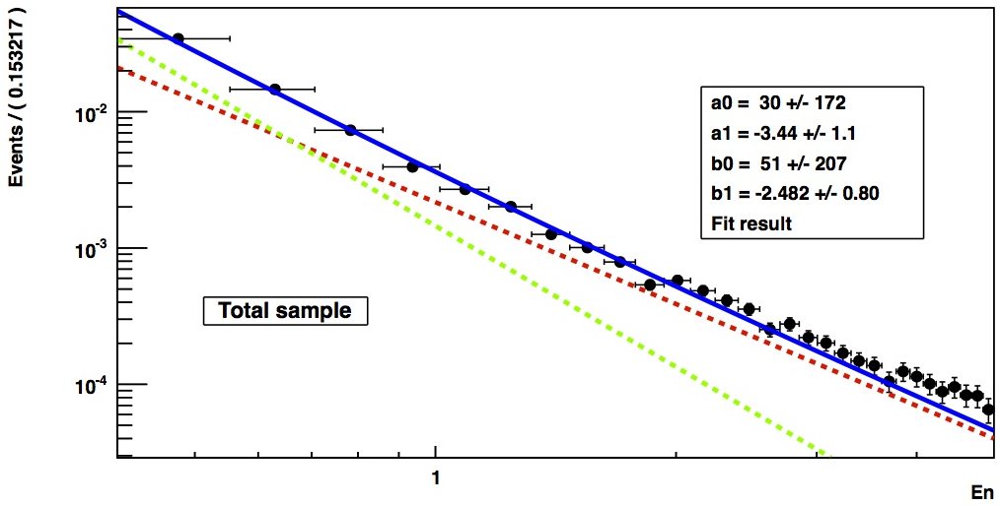 Events / ( 0.153217 )
10-2
a0 = 30 +/- 172
a1 = -3.44 +/- 1.1
b0 = 51 +/- 207
b1 = -2.482 +/- 0.80
Fit result
10-3
Total sample
10-4
1
En